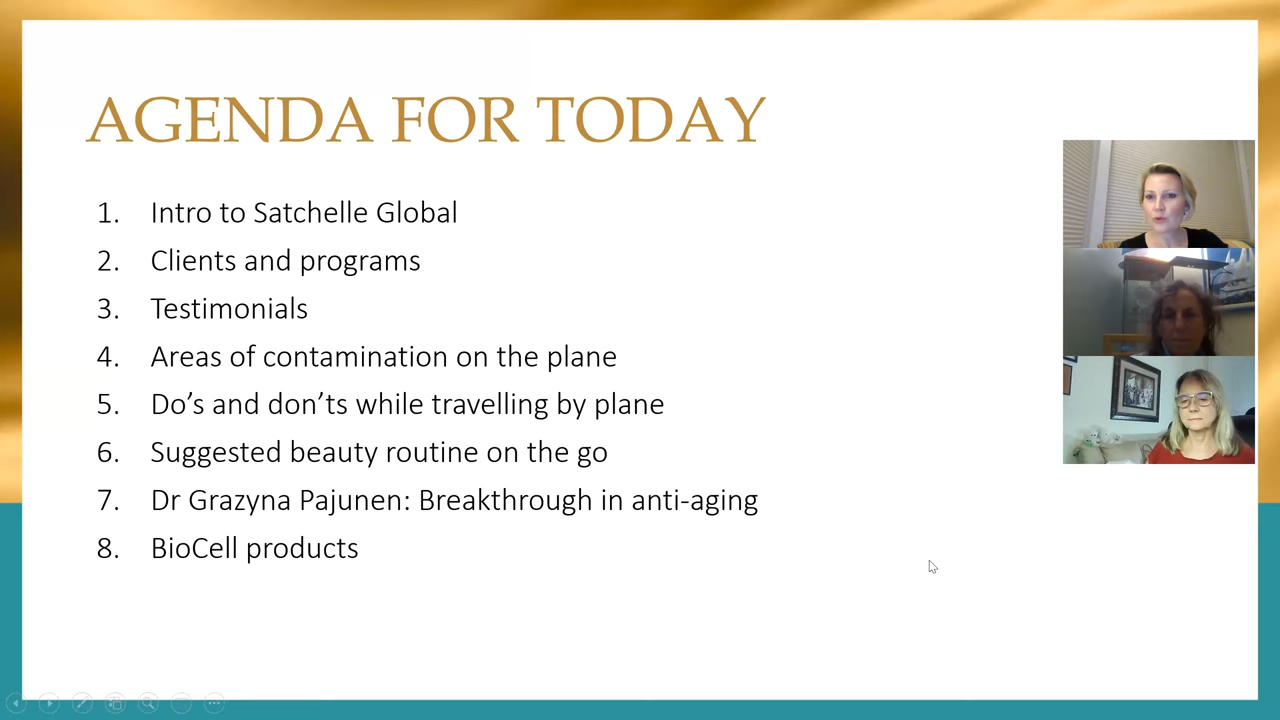 AGENDA FOR TODAY
1. Intro to Satchelle Global
2. Clients and programs
3. Testimonials
4. Areas of contamination on the plane
5. Do’s and don’ts while travelling by plane
6. Suggested beauty routine on the go
7. Dr Grazyna Pajunen: Breakthrough in anti-aging
8. BioCell products